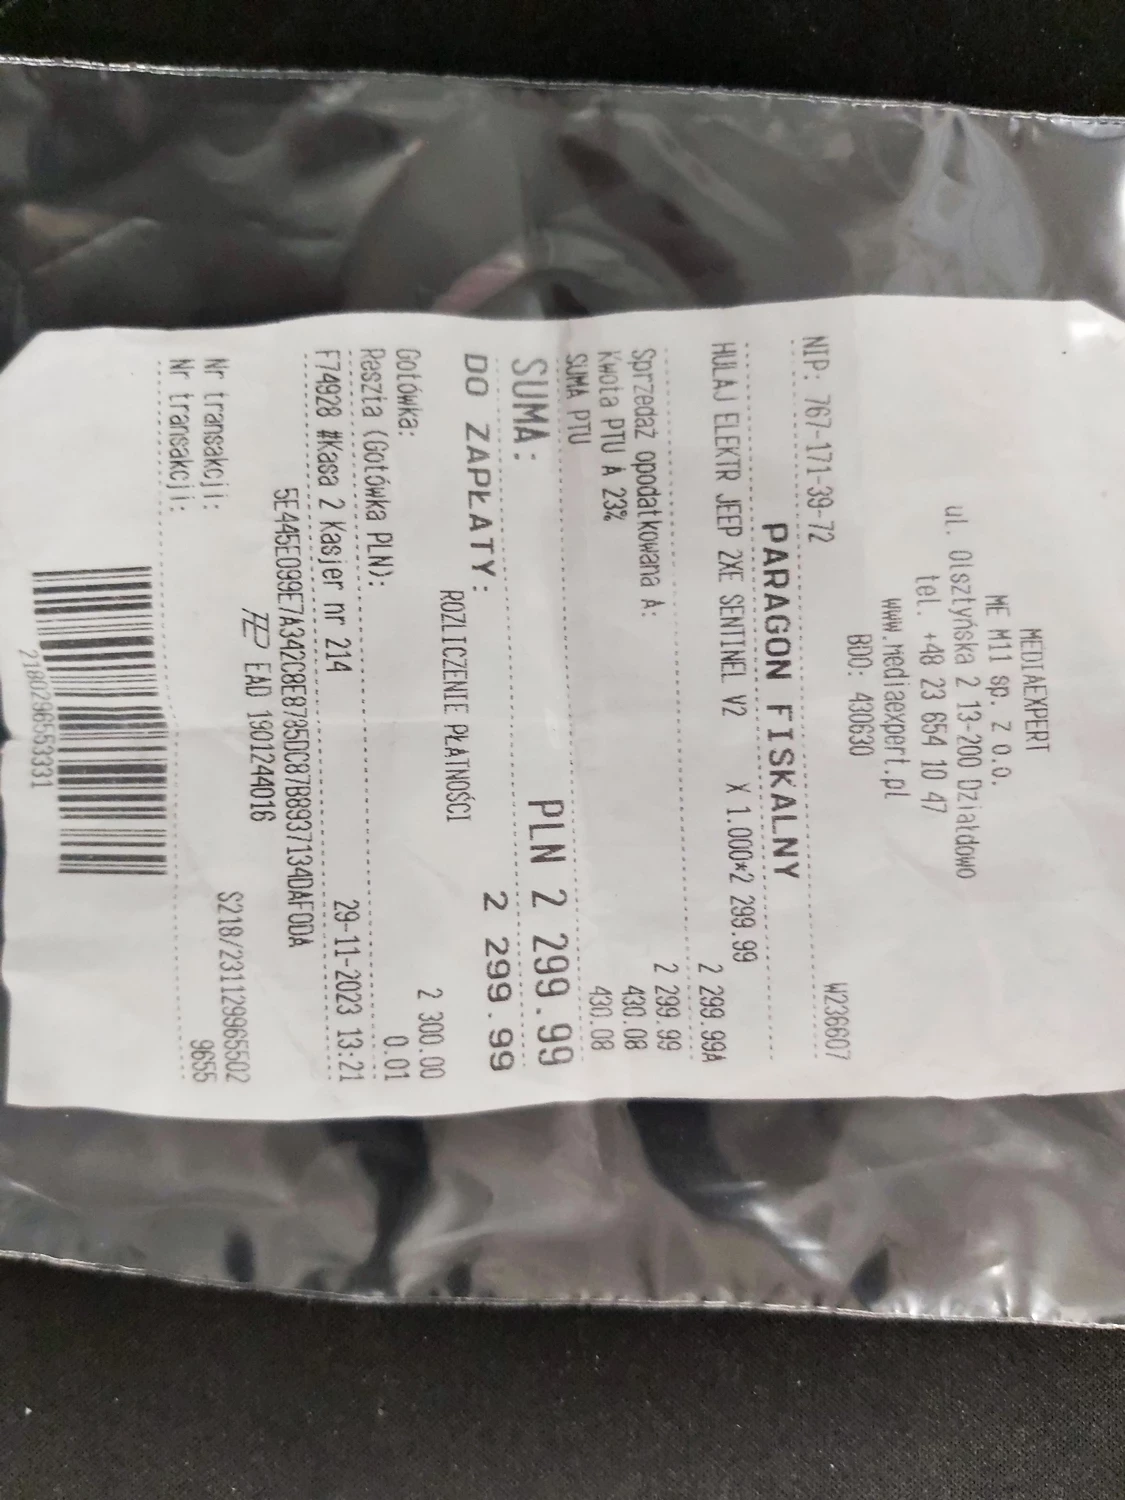 MEDIAEXPERT
ME M11 sp. z o.o.
ul. Olsztyńska 2 13-200 Działdowo
tel. +48 23 654 10 47
www.mediaexpert.pl
BDO: 430630
NIP: 767-171-39-72 W236607
PARAGON FISKALNY
HULAJ ELEKTR JEEP 2XE SENTINEL V2 X 1.000*2 299.99
2 299.99A
Sprzedaż opodatkowana A: 2 299.99
Kwota PTU A 23% 430.08
SUMA PTU 430.08
SUMA: PLN 2 299.99
DO ZAPŁATY: 2 299.99
ROZLICZENIE PŁATNOŚCI
Gotówka: 2 300.00
Reszta (Gotówka PLN): 0.01
F74928 #Kasa 2 Kasjer nr 214 29-11-2023 13:21
5E445E099E7A342C8E8785DC87B8937134DAF0DA
EAD 1901244016
Nr transakcji: S218/231129965502
Nr transakcji: 9655
2180296553331